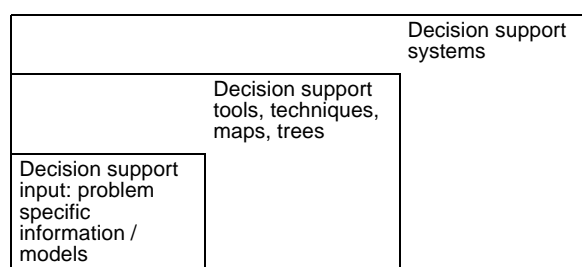 Decision support
systems
Decision support
tools, techniques,
maps, trees
Decision support
input: problem
specific
information /
models